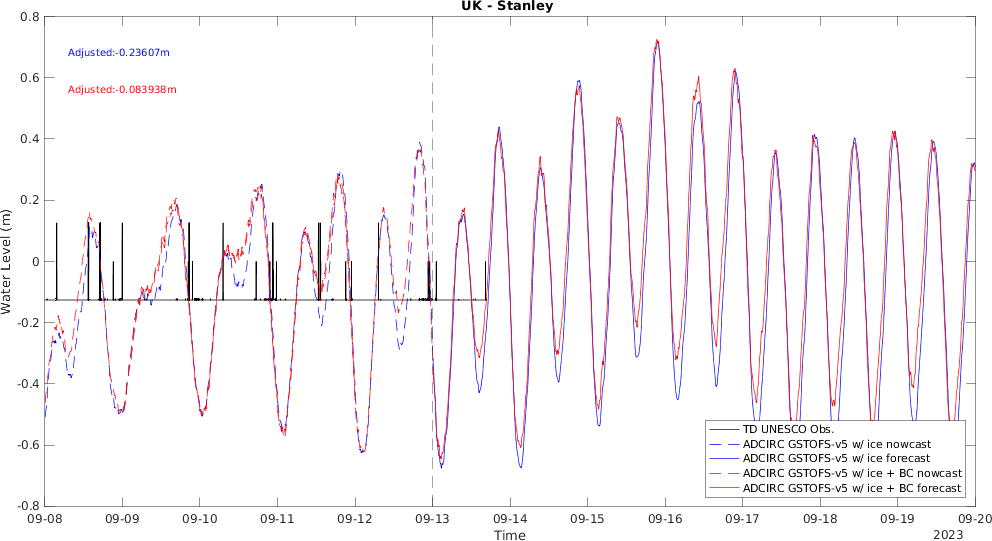 UK - Stanley
0.8
0.6
0.4
0.2
0
-0.2
-0.4
-0.6
-0.8
Water Level (m)
Adjusted:-0.23607m
Adjusted:-0.083938m
TD UNESCO Obs.
ADCIRC GSTOFS-v5 w/ ice nowcast
ADCIRC GSTOFS-v5 w/ ice forecast
ADCIRC GSTOFS-v5 w/ ice + BC nowcast
ADCIRC GSTOFS-v5 w/ ice + BC forecast
09-08 09-09 09-10 09-11 09-12 09-13 09-14 09-15 09-16 09-17 09-18 09-19 09-20
Time
2023